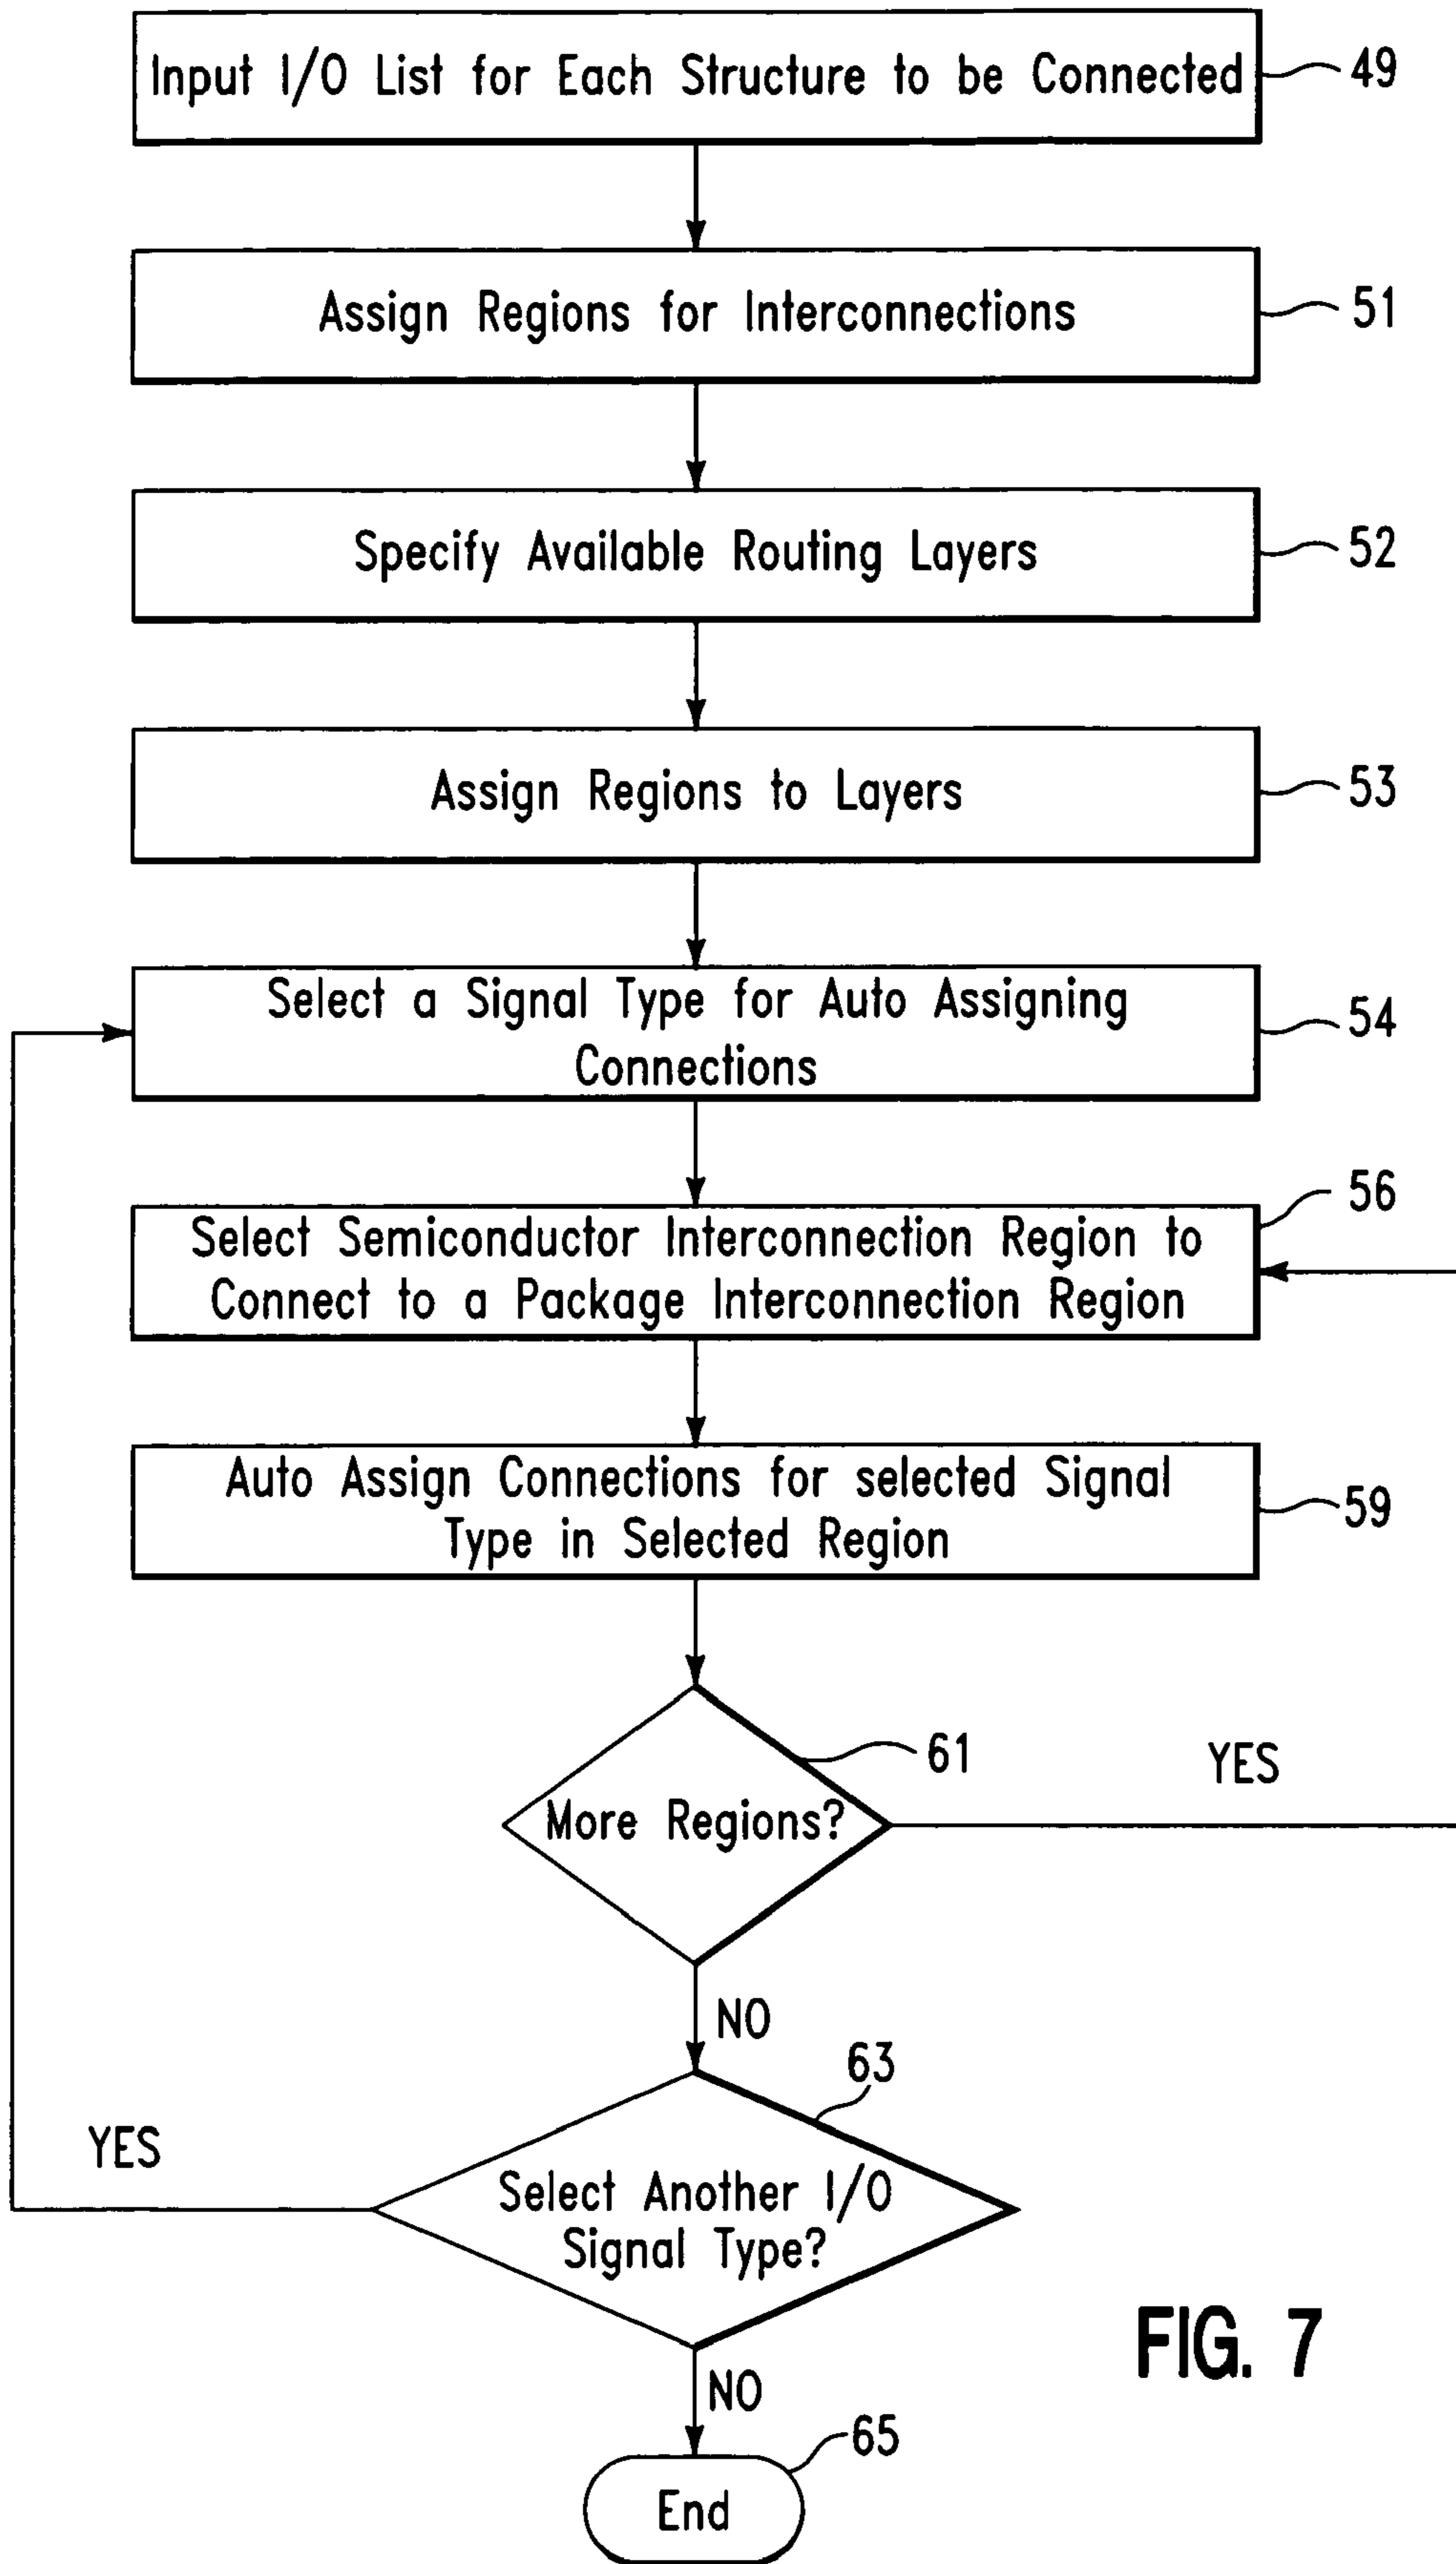 Input I/O List for Each Structure to be Connected
49
Assign Regions for Interconnections
51
Specify Available Routing Layers
52
Assign Regions to Layers
53
Select a Signal Type for Auto Assigning
Connections
54
56
Select Semiconductor Interconnection Region to
Connect to a Package Interconnection Region
Auto Assign Connections for selected Signal
Type in Selected Region
59
61
YES
More Regions?
NO
63
YES
Select Another I/O
Signal Type?
FIG. 7
NO
65
End